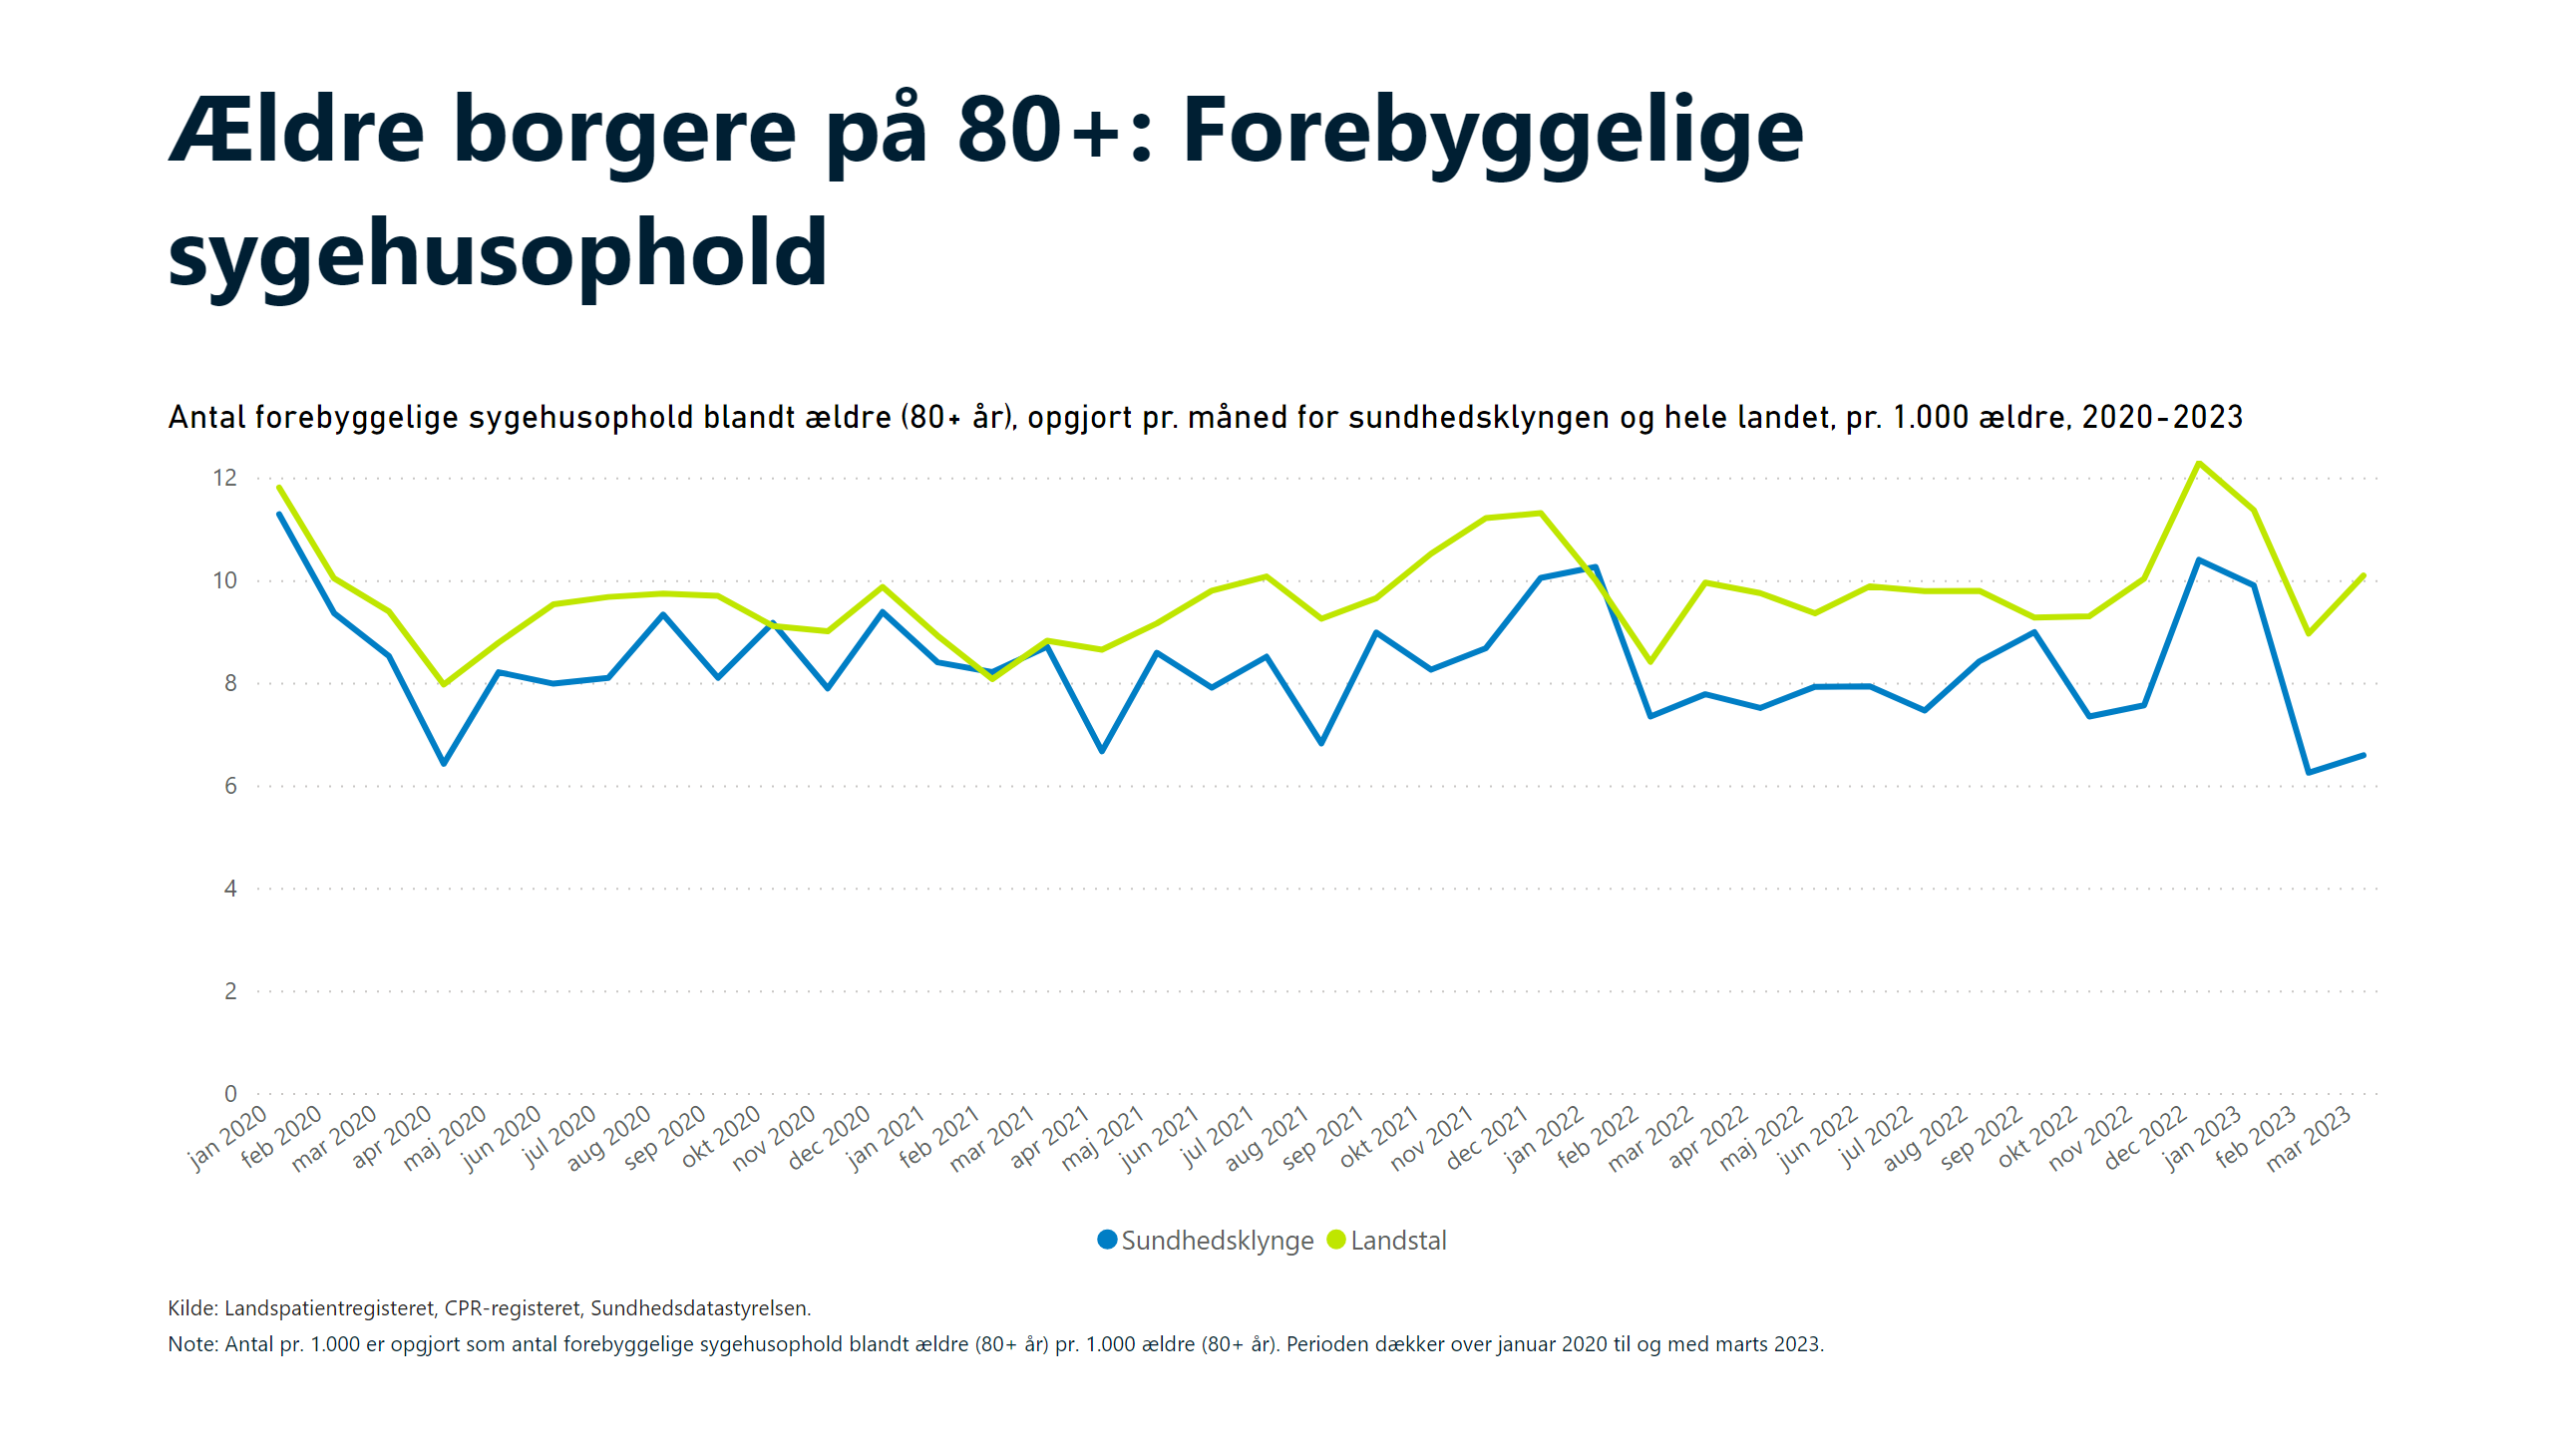 Ældre borgere på 80+: Forebyggelige
sygehusophold
Antal forebyggelige sygehusophold blandt ældre (80+ år), opgjort pr. måned for sundhedsklyngen og hele landet, pr. 1.000 ældre, 2020-2023
12
10
8
6
4
2
0
jan 2020
feb 2020
mar 2020
apr 2020
maj 2020
jun 2020
jul 2020
aug 2020
sep 2020
okt 2020
nov 2020
dec 2020
jan 2021
feb 2021
mar 2021
apr 2021
maj 2021
jun 2021
jul 2021
aug 2021
sep 2021
okt 2021
nov 2021
dec 2021
jan 2022
feb 2022
mar 2022
apr 2022
maj 2022
jun 2022
jul 2022
aug 2022
sep 2022
okt 2022
nov 2022
dec 2022
jan 2023
feb 2023
mar 2023
Sundhedsklynge Landstal
Kilde: Landspatientregisteret, CPR-registeret, Sundhedsdatastyrelsen.
Note: Antal pr. 1.000 er opgjort som antal forebyggelige sygehusophold blandt ældre (80+ år) pr. 1.000 ældre (80+ år). Perioden dækker over januar 2020 til og med marts 2023.